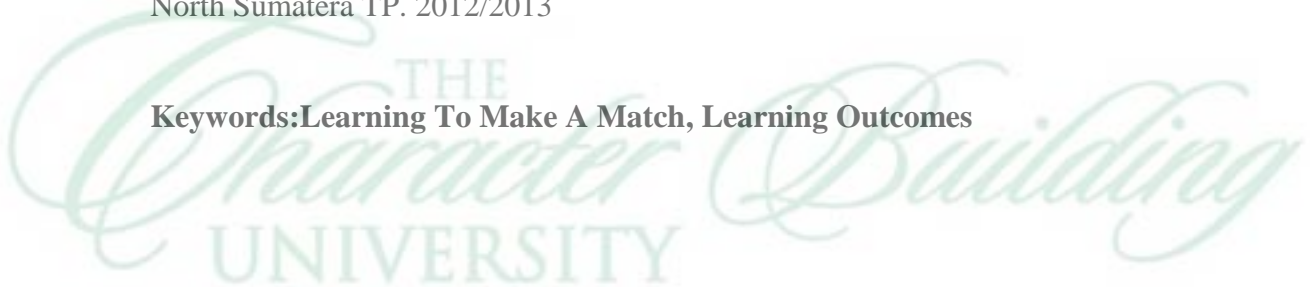 North Sumatera TP. 2012/2013
THE
Keywords:Learning To Make A Match, Learning Outcomes
Character Building
UNIVERSITY